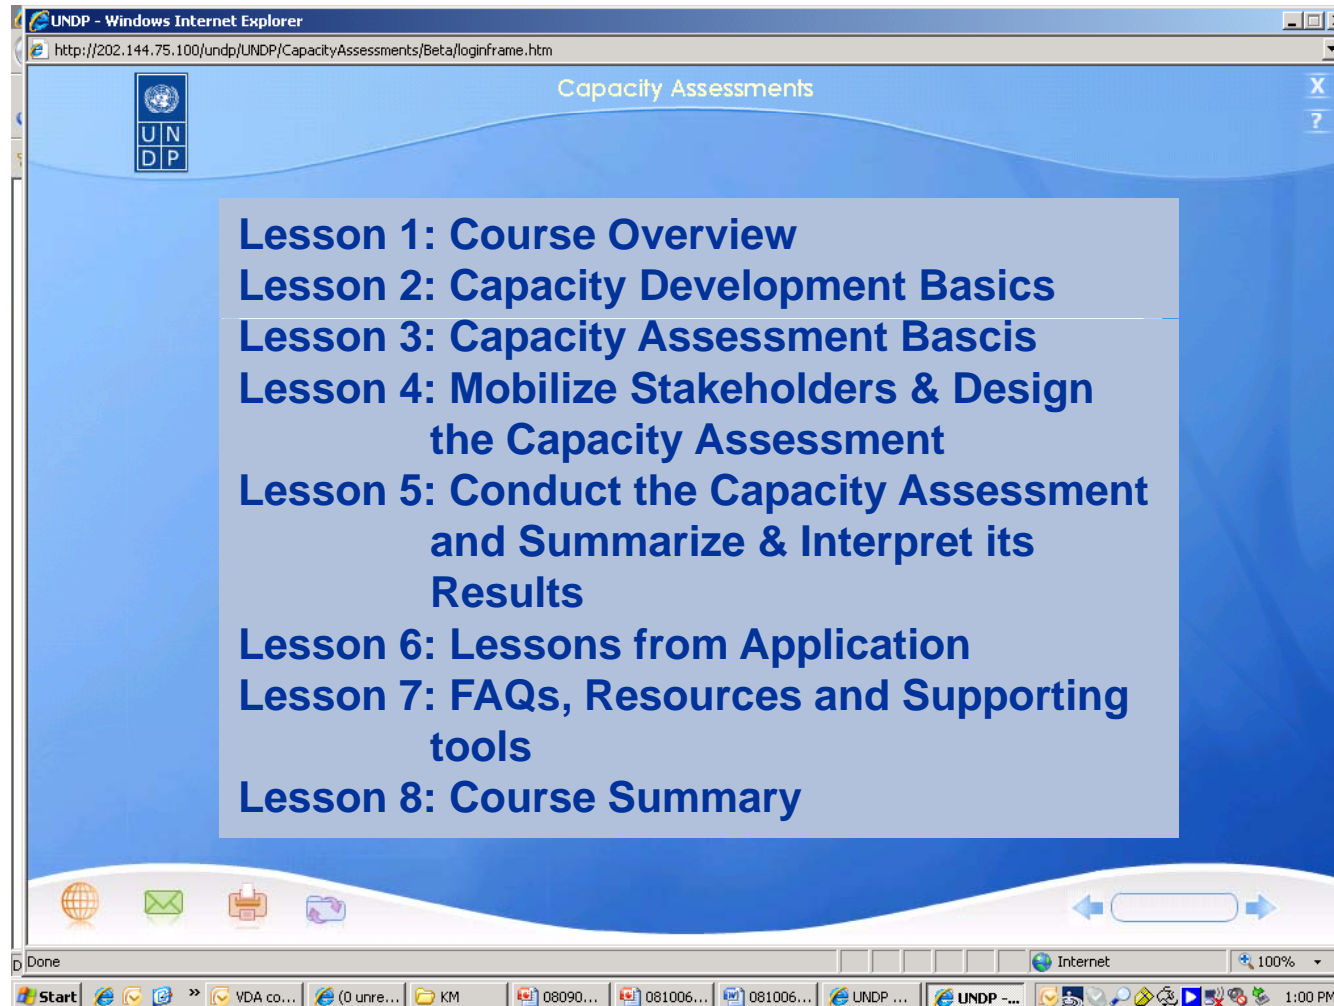 UNDP - Windows Internet Explorer
http://202.144.75.100/undp/UNDP/CapacityAssessments/Beta/loginframe.htm
Capacity Assessments
X
?
U N
D P
Lesson 1: Course Overview
Lesson 2: Capacity Development Basics
Lesson 3: Capacity Assessment Bascis
Lesson 4: Mobilize Stakeholders & Design
the Capacity Assessment
Lesson 5: Conduct the Capacity Assessment
and Summarize & Interpret its
Results
Lesson 6: Lessons from Application
Lesson 7: FAQs, Resources and Supporting
tools
Lesson 8: Course Summary
D Done Internet 100%
Start » VDA co... (0 unre... KM 08090... 081006... 081006... UNDP ... UNDP -... 1:00 PM